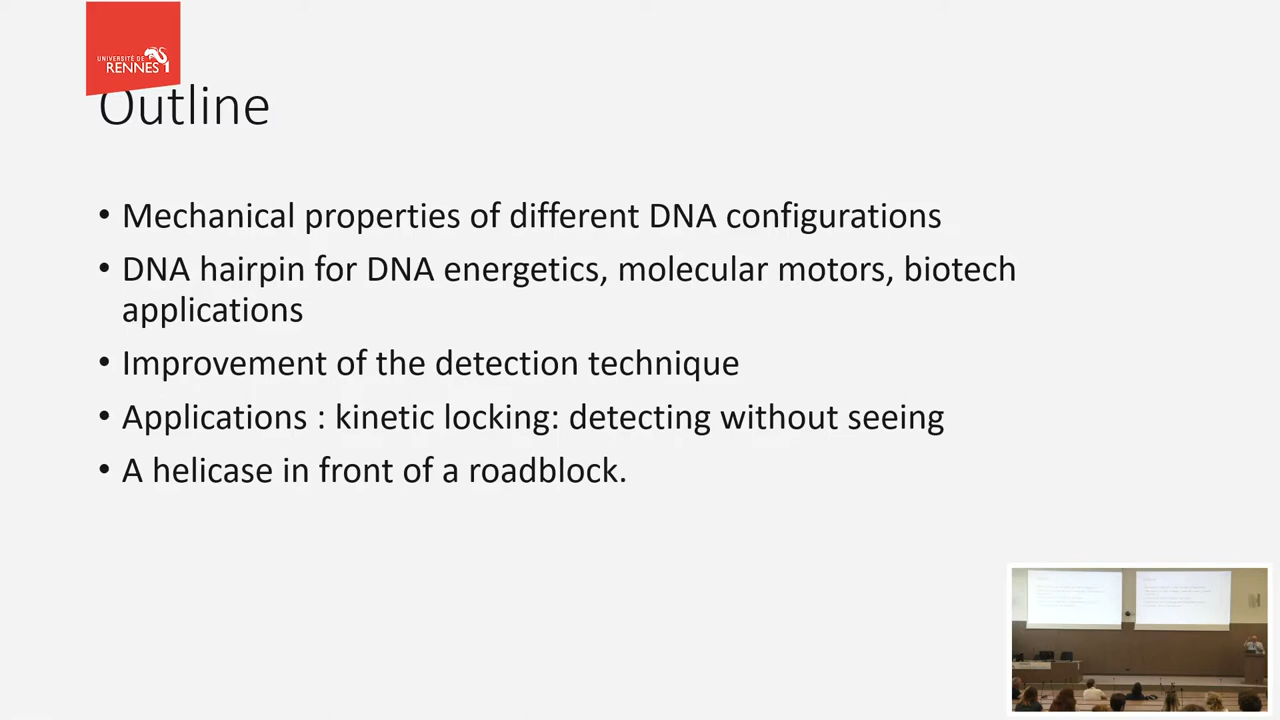 UNIVERSITÉ DE
RENNES 1
Outline
• Mechanical properties of different DNA configurations
• DNA hairpin for DNA energetics, molecular motors, biotech
applications
• Improvement of the detection technique
• Applications : kinetic locking: detecting without seeing
• A helicase in front of a roadblock.